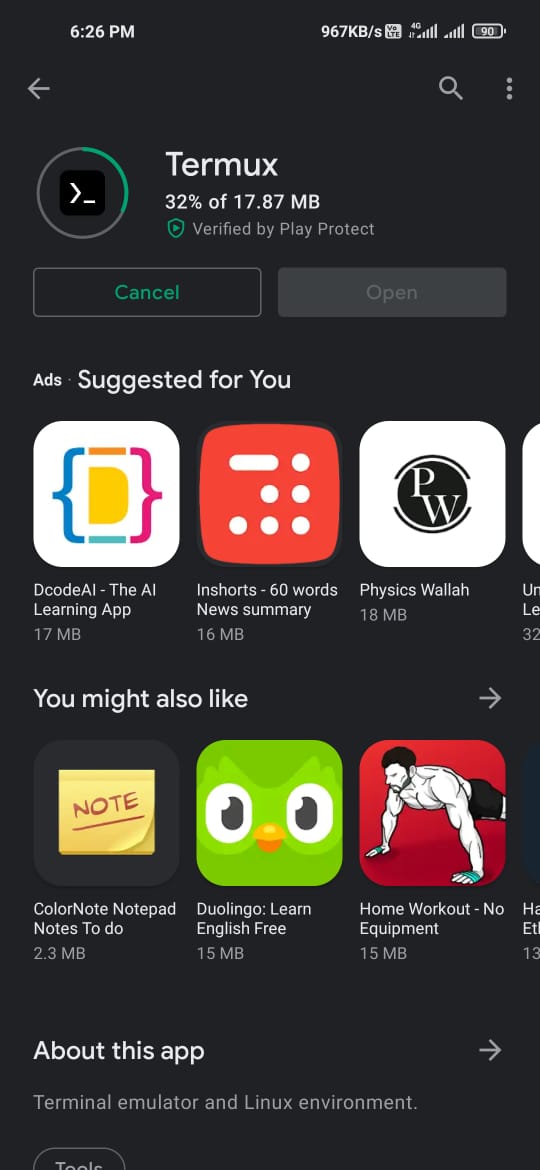 6:26 PM
967KB/s Vo LTE 4G 90
Termux
32% of 17.87 MB
Verified by Play Protect
Cancel
Open
Ads · Suggested for You
D
PW
DcodeAI - The AI
Learning App
17 MB
Inshorts - 60 words
News summary
16 MB
Physics Wallah
18 MB
Un
Le
32
You might also like
NOTE
ColorNote Notepad
Notes To do
2.3 MB
Duolingo: Learn
English Free
15 MB
Home Workout - No
Equipment
15 MB
Ha
Et
13
About this app
Terminal emulator and Linux environment.
Tools